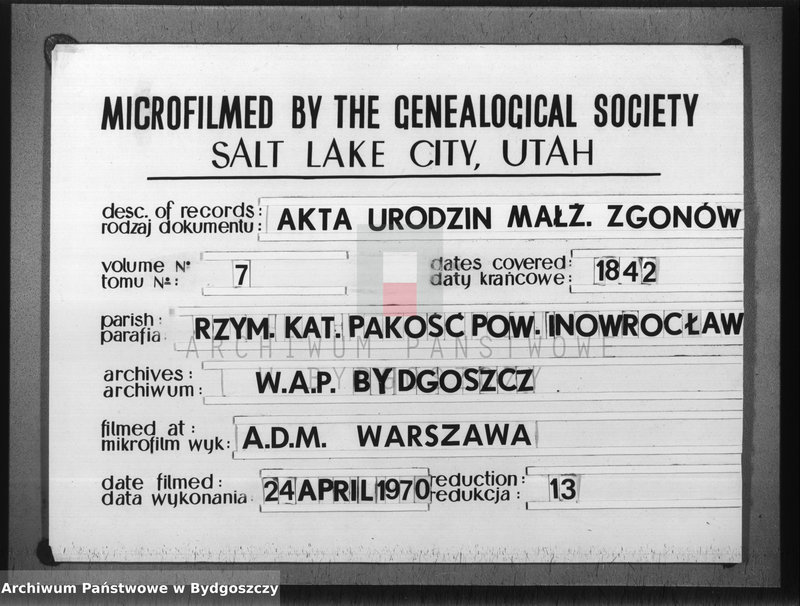 MICROFILMED BY THE GENEALOGICAL SOCIETY
SALT LAKE CITY, UTAH
desc. of records: AKTA URODZIN MAŁŻ. ZGONÓW
rodzaj dokumentu:
volume No 7 dates covered: 1842
tomu No: daty krańcowe:
parish: RZYM. KAT. PAKOŚĆ POW. INOWROCŁAW
parafia
ARCHIWUM PAŃSTWOWE
W BYDGOSZCZY
archives: W.A.P. BYDGOSZCZ
archiwum:
filmed at: A.D.M. WARSZAWA
mikrofilm wyk:
date filmed: 24 APRIL 1970 reduction: 13
data wykonania redukcja:
Archiwum Państwowe w Bydgoszczy